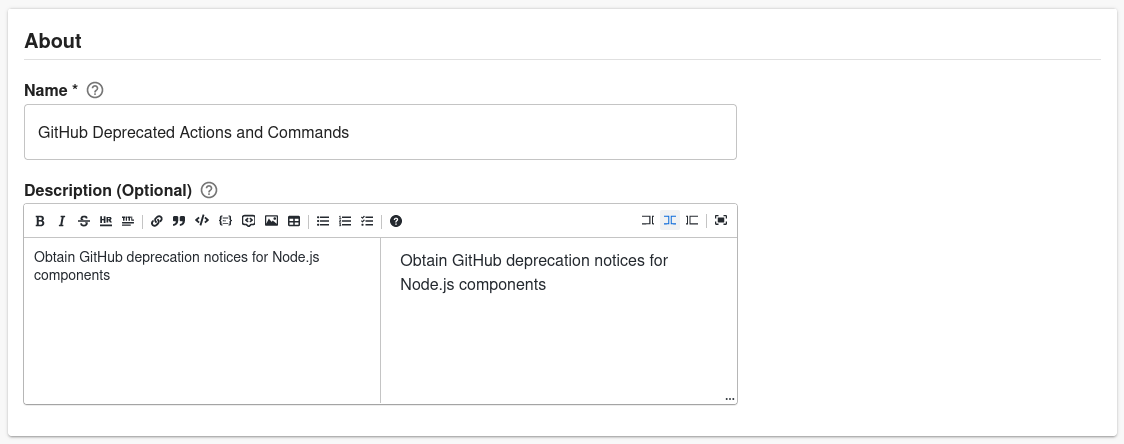 About
Name *
GitHub Deprecated Actions and Commands
Description (Optional)
B I S HR TITL
Obtain GitHub deprecation notices for Node.js
components
Obtain GitHub deprecation notices for
Node.js components